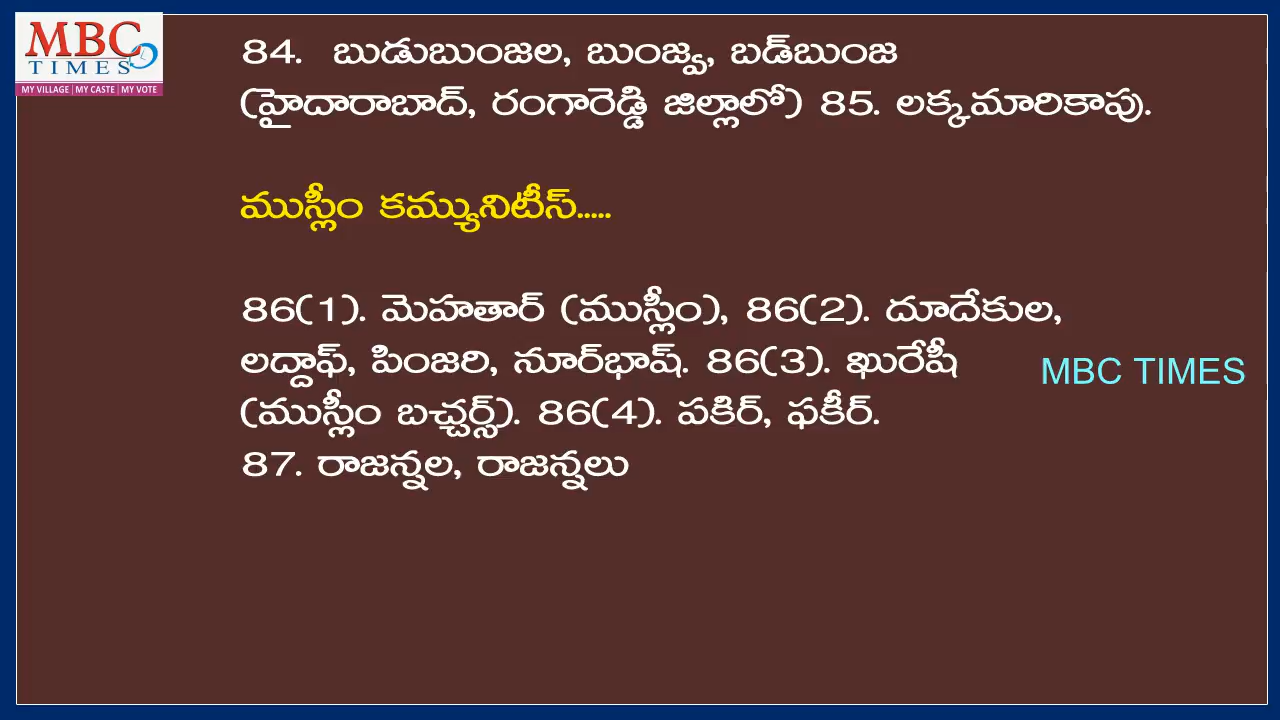 MBC
TIMES
MY VILLAGE | MY CASTE | MY VOTE
84. బుడుబుంజల, బుంజ్వ, బడ్‌బుంజ
(హైదారాబాద్, రంగారెడ్డి జిల్లాలో) 85. లక్కమారికాపు.
ముస్లీం కమ్యునిటీస్.....
86(1). మెహతార్ (ముస్లీం), 86(2). దూదేకుల,
లద్దాఫ్, పింజరి, నూర్‌భాష్. 86(3). ఖురేషీ
(ముస్లీం బచ్చర్స్). 86(4). పకిర్, ఫకీర్.
87. రాజన్నల, రాజన్నలు
MBC TIMES